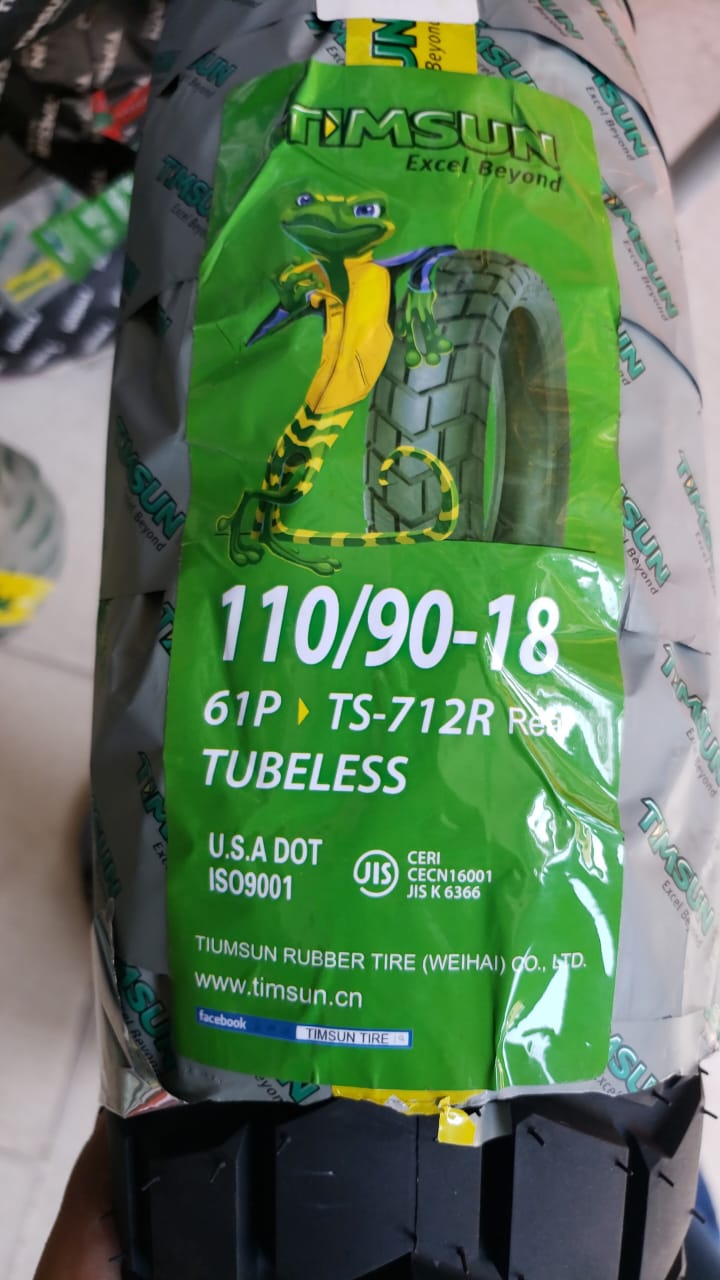 TIMSUN
Excel Beyond
110/90-18
61P TS-712R Rear
TUBELESS
U.S.A DOT
ISO9001
JIS
CERI
CECN16001
JIS K 6366
TIUMSUN RUBBER TIRE (WEIHAI) CO., LTD.
www.timsun.cn
facebook TIMSUN TIRE